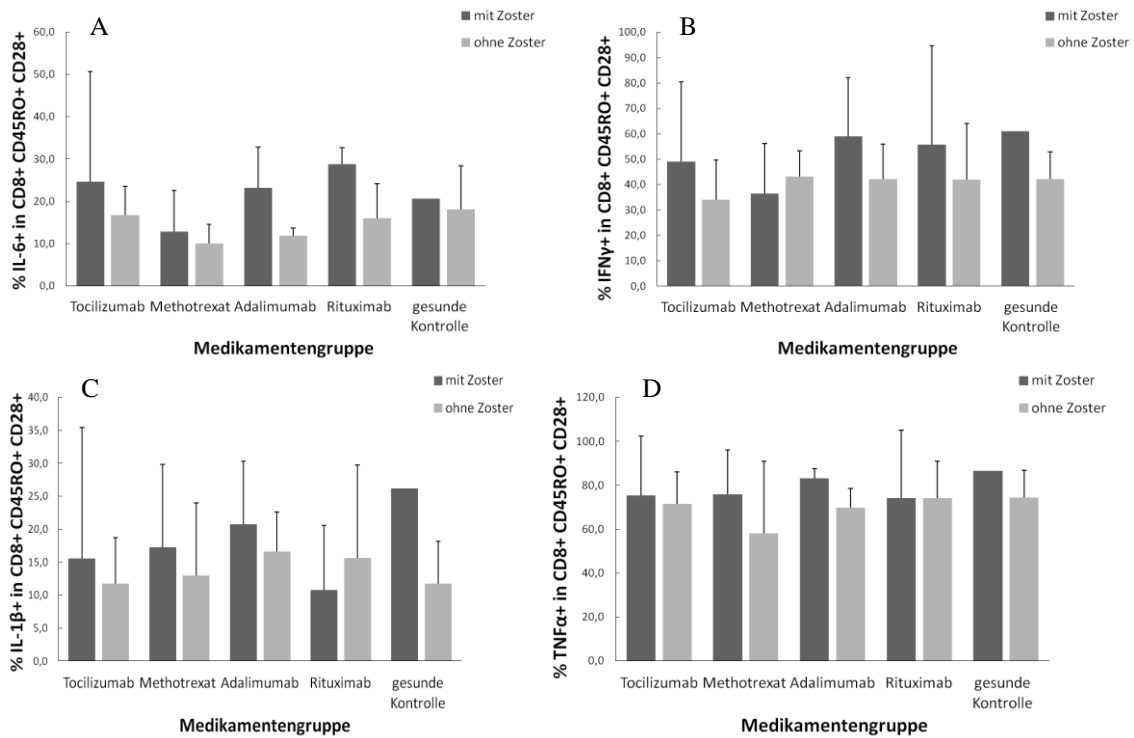 A
mit Zoster
ohne Zoster
% IL-6+ in CD8+ CD45RO+ CD28+
60,0
50,0
40,0
30,0
20,0
10,0
0,0
Tocilizumab Methotrexat Adalimumab Rituximab gesunde
Kontrolle
Medikamentengruppe
B
mit Zoster
ohne Zoster
% IFNγ+ in CD8+ CD45RO+ CD28+
100,0
90,0
80,0
70,0
60,0
50,0
40,0
30,0
20,0
10,0
0,0
Tocilizumab Methotrexat Adalimumab Rituximab gesunde
Kontrolle
Medikamentengruppe
C
mit Zoster
ohne Zoster
% IL-1β+ in CD8+ CD45RO+ CD28+
40,0
35,0
30,0
25,0
20,0
15,0
10,0
5,0
0,0
Tocilizumab Methotrexat Adalimumab Rituximab gesunde
Kontrolle
Medikamentengruppe
D
mit Zoster
ohne Zoster
% TNFα+ in CD8+ CD45RO+ CD28+
120,0
100,0
80,0
60,0
40,0
20,0
0,0
Tocilizumab Methotrexat Adalimumab Rituximab gesunde
Kontrolle
Medikamentengruppe